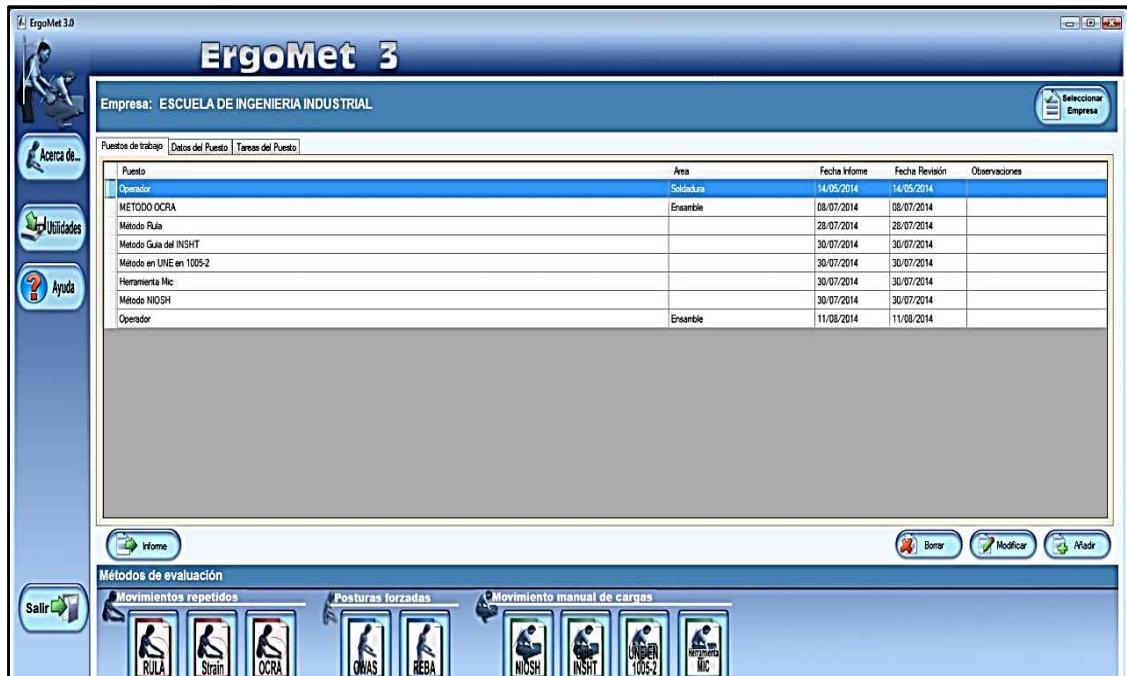 ErgoMet 3.0
ErgoMet 3
Empresa: ESCUELA DE INGENIERIA INDUSTRIAL
Seleccionar
Empresa
Acerca de...
Utilidades
Ayuda
Salir
Puestos de trabajo Datos del Puesto Tareas del Puesto
Puesto Area Fecha Informe Fecha Revisión Observaciones
Operador Soldadura 14/05/2014 14/05/2014
METODO OCRA Ensamble 08/07/2014 08/07/2014
Método Rula 28/07/2014 28/07/2014
Metodo Guia del INSHT 30/07/2014 30/07/2014
Método en UNE en 1005-2 30/07/2014 30/07/2014
Herramienta Mic 30/07/2014 30/07/2014
Método NIOSH 30/07/2014 30/07/2014
Operador Ensamble 11/08/2014 11/08/2014
Informe Borrar Modificar Añadir
Métodos de evaluación
Movimientos repetidos Posturas forzadas Movimiento manual de cargas
RULA Strain OCRA OWAS REBA NIOSH Guia INSHT UNE EN 1005-2 Herramienta MIC